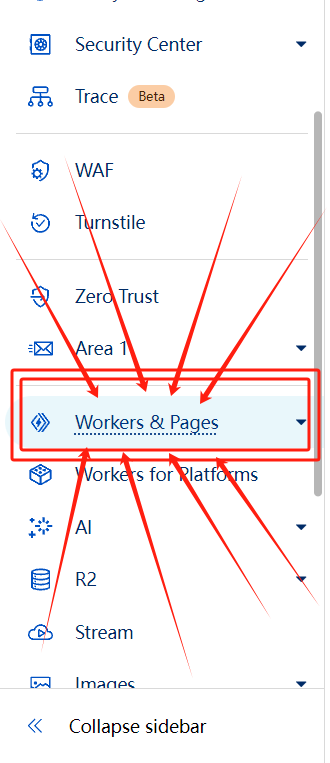 Security Center
Trace Beta
WAF
Turnstile
Zero Trust
Area 1
Workers & Pages
Workers for Platforms
AI
R2
Stream
Images
Collapse sidebar